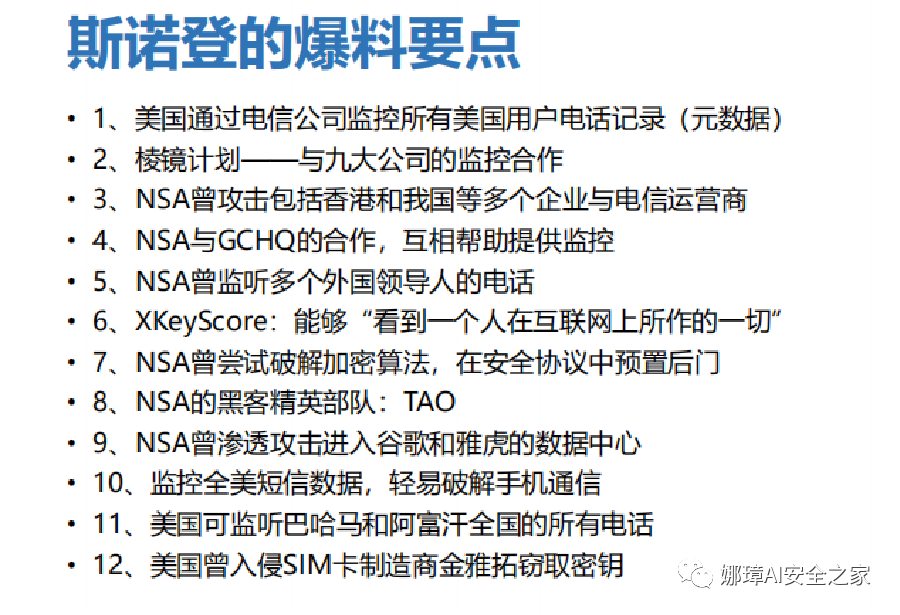 斯诺登的爆料要点
• 1、美国通过电信公司监控所有美国用户电话记录（元数据）
• 2、棱镜计划——与九大公司的监控合作
• 3、NSA曾攻击包括香港和我国等多个企业与电信运营商
• 4、NSA与GCHQ的合作，互相帮助提供监控
• 5、NSA曾监听多个外国领导人的电话
• 6、XKeyScore：能够“看到一个人在互联网上所作的一切”
• 7、NSA曾尝试破解加密算法，在安全协议中预置后门
• 8、NSA的黑客精英部队：TAO
• 9、NSA曾渗透攻击进入谷歌和雅虎的数据中心
• 10、监控全美短信数据，轻易破解手机通信
• 11、美国可监听巴哈马和阿富汗全国的所有电话
• 12、美国曾入侵SIM卡制造商金雅拓窃取密钥
娜璋AI安全之家